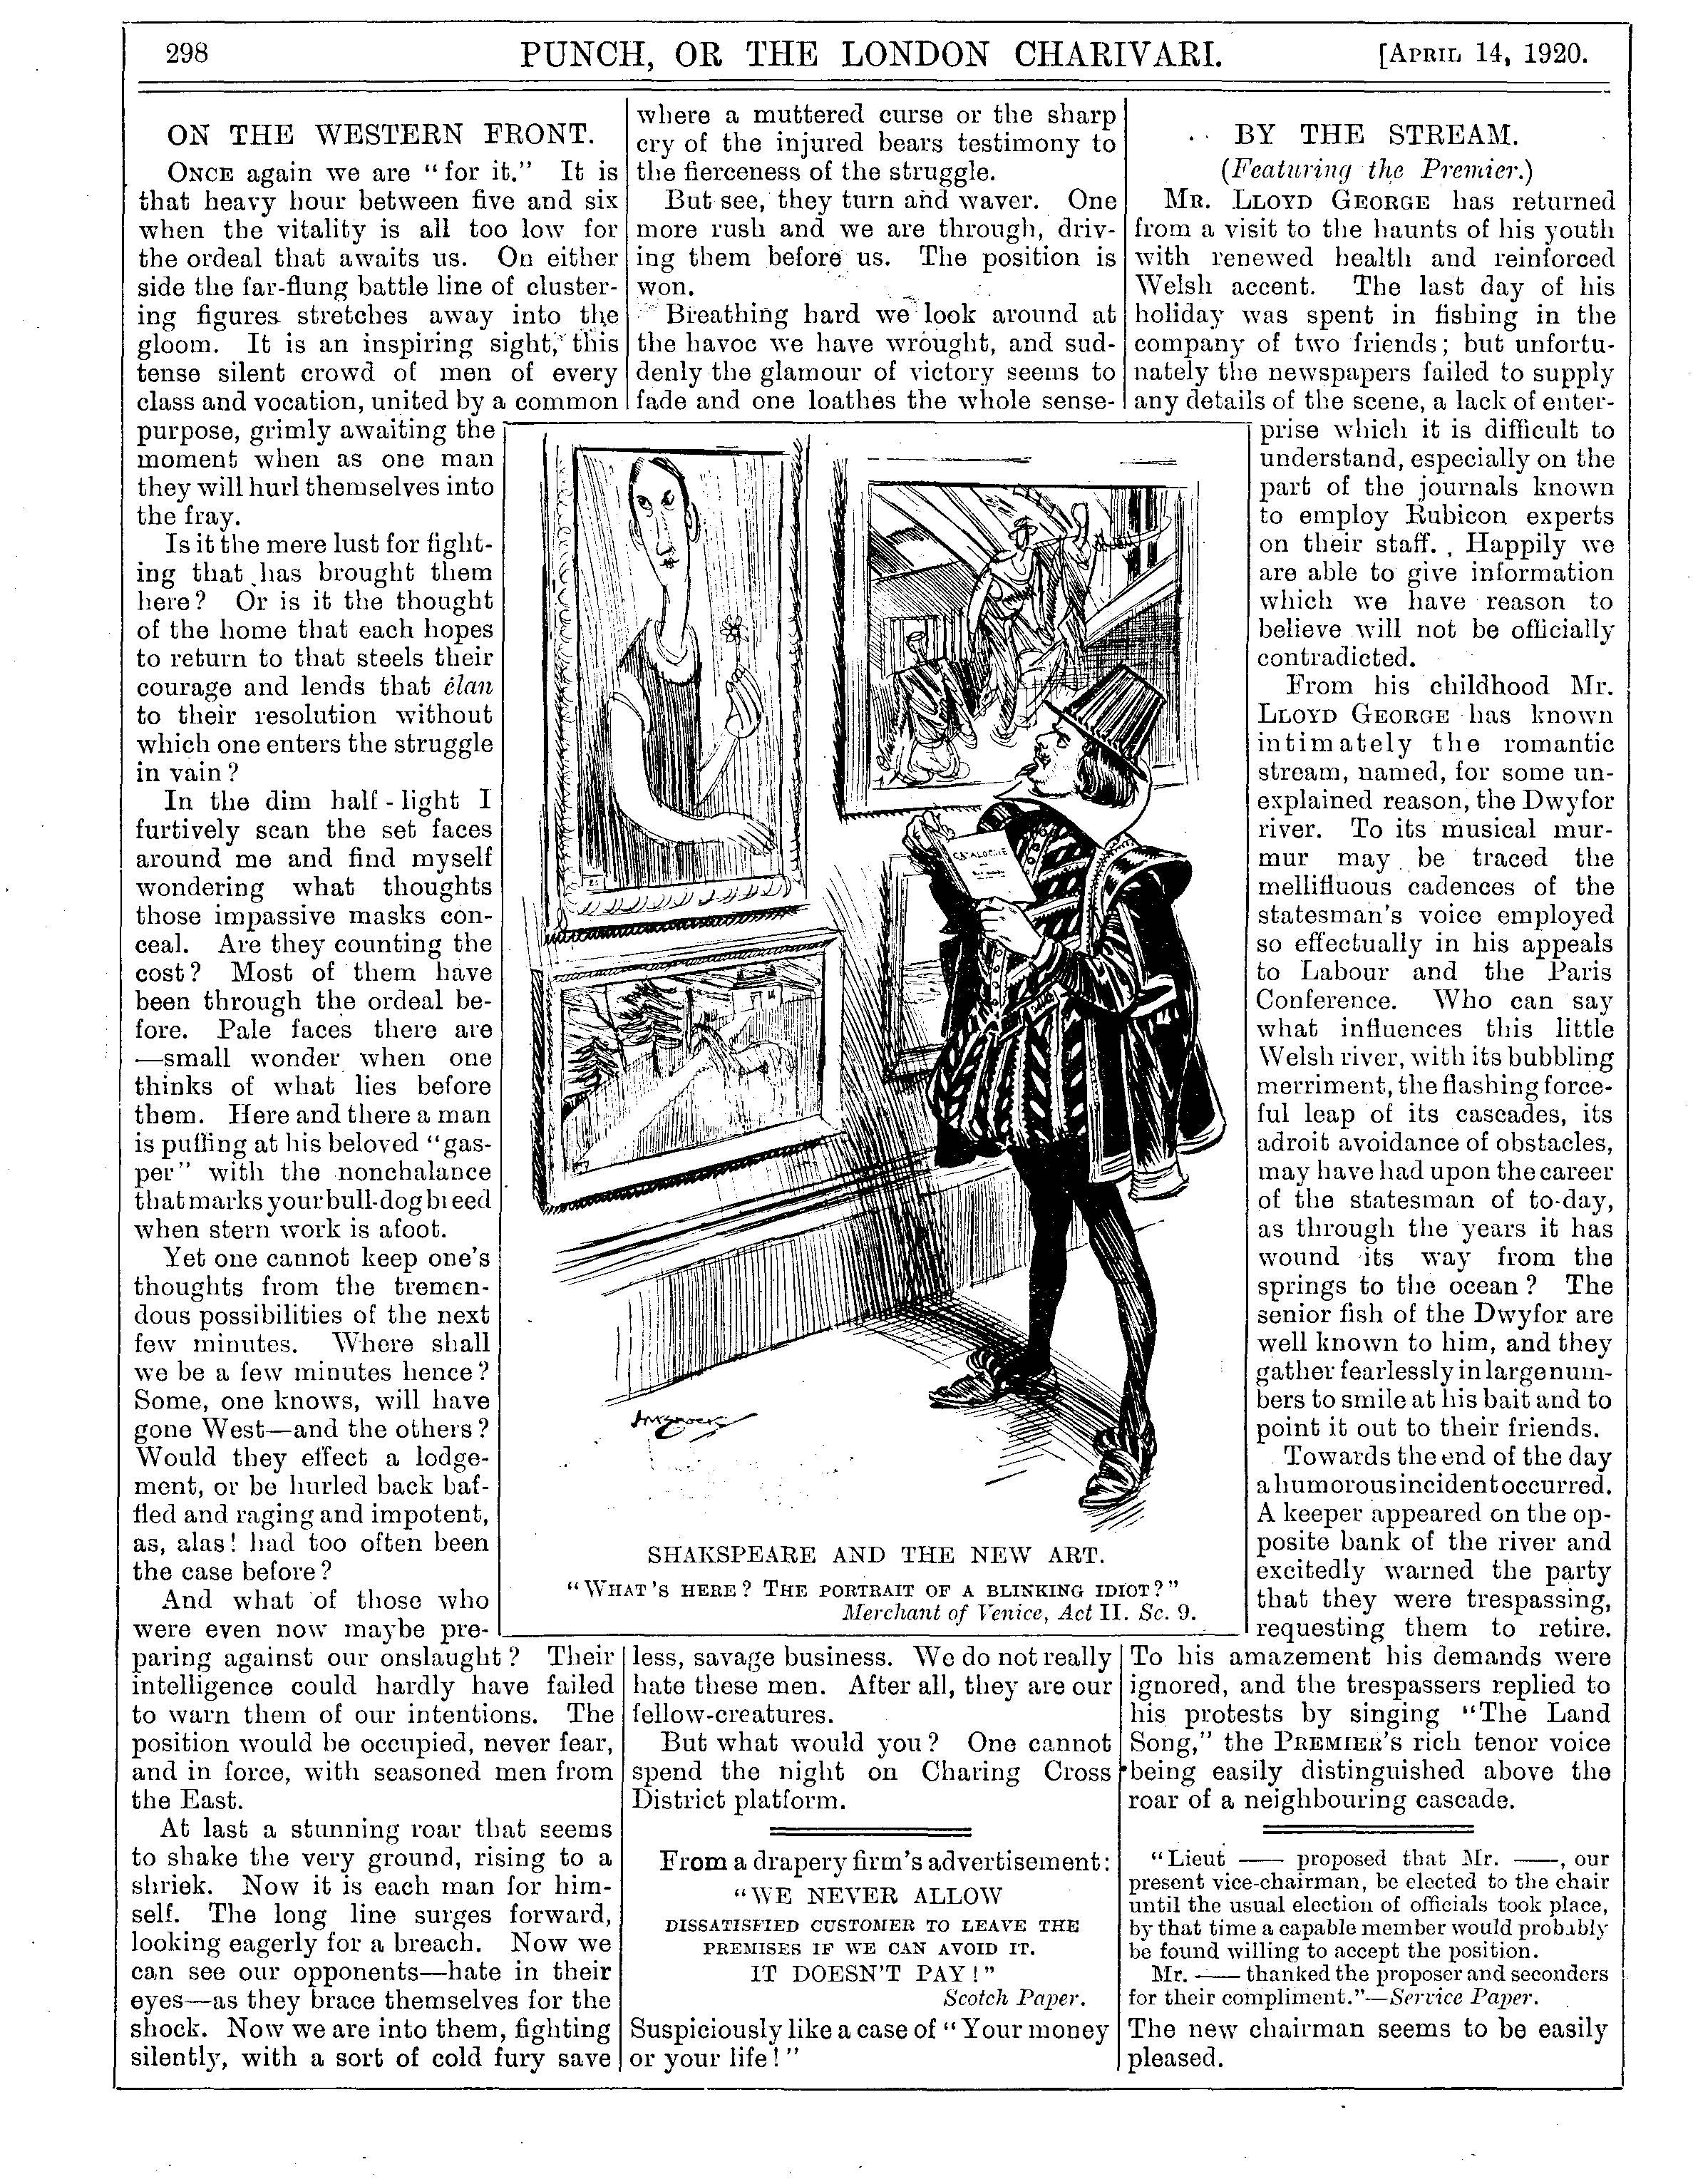 298
PUNCH, OR THE LONDON CHARIVARI.
[APRIL 14, 1920.
ON THE WESTERN FRONT.
ONCE again we are "for it." It is
that heavy hour between five and six
when the vitality is all too low for
the ordeal that awaits us. On either
side the far-flung battle line of cluster-
ing figures stretches away into the
gloom. It is an inspiring sight, this
tense silent crowd of men of every
class and vocation, united by a common
purpose, grimly awaiting the
moment when as one man
they will hurl themselves into
the fray.
Is it the mere lust for fight-
ing that has brought them
here? Or is it the thought
of the home that each hopes
to return to that steels their
courage and lends that élan
to their resolution without
which one enters the struggle
in vain?
In the dim half-light I
furtively scan the set faces
around me and find myself
wondering what thoughts
those impassive masks con-
ceal. Are they counting the
cost? Most of them have
been through the ordeal be-
fore. Pale faces there are
—small wonder when one
thinks of what lies before
them. Here and there a man
is puffing at his beloved "gas-
per" with the nonchalance
that marks your bull-dog breed
when stern work is afoot.
Yet one cannot keep one's
thoughts from the tremen-
dous possibilities of the next
few minutes. Where shall
we be a few minutes hence?
Some, one knows, will have
gone West—and the others?
Would they effect a lodge-
ment, or be hurled back baf-
fled and raging and impotent,
as, alas! had too often been
the case before?
And what of those who
were even now maybe pre-
paring against our onslaught? Their
intelligence could hardly have failed
to warn them of our intentions. The
position would be occupied, never fear,
and in force, with seasoned men from
the East.
At last a stunning roar that seems
to shake the very ground, rising to a
shriek. Now it is each man for him-
self. The long line surges forward,
looking eagerly for a breach. Now we
can see our opponents—hate in their
eyes—as they brace themselves for the
shock. Now we are into them, fighting
silently, with a sort of cold fury save
where a muttered curse or the sharp
cry of the injured bears testimony to
the fierceness of the struggle.
But see, they turn and waver. One
more rush and we are through, driv-
ing them before us. The position is
won.
Breathing hard we look around at
the havoc we have wrought, and sud-
denly the glamour of victory seems to
fade and one loathes the whole sense-
CATALOGUE
SHAKSPEARE AND THE NEW ART.
"WHAT'S HERE? THE PORTRAIT OF A BLINKING IDIOT?"
Merchant of Venice, Act II. Sc. 9.
less, savage business. We do not really
hate these men. After all, they are our
fellow-creatures.
But what would you? One cannot
spend the night on Charing Cross
District platform.
From a drapery firm's advertisement:
"WE NEVER ALLOW
DISSATISFIED CUSTOMER TO LEAVE THE
PREMISES IF WE CAN AVOID IT.
IT DOESN'T PAY!"
Scotch Paper.
Suspiciously like a case of "Your money
or your life!"
BY THE STREAM.
(Featuring the Premier.)
MR. LLOYD GEORGE has returned
from a visit to the haunts of his youth
with renewed health and reinforced
Welsh accent. The last day of his
holiday was spent in fishing in the
company of two friends; but unfortu-
nately the newspapers failed to supply
any details of the scene, a lack of enter-
prise which it is difficult to
understand, especially on the
part of the journals known
to employ Rubicon experts
on their staff. Happily we
are able to give information
which we have reason to
believe will not be officially
contradicted.
From his childhood Mr.
LLOYD GEORGE has known
intimately the romantic
stream, named, for some un-
explained reason, the Dwyfor
river. To its musical mur-
mur may be traced the
mellifluous cadences of the
statesman's voice employed
so effectually in his appeals
to Labour and the Paris
Conference. Who can say
what influences this little
Welsh river, with its bubbling
merriment, the flashing force-
ful leap of its cascades, its
adroit avoidance of obstacles,
may have had upon the career
of the statesman of to-day,
as through the years it has
wound its way from the
springs to the ocean? The
senior fish of the Dwyfor are
well known to him, and they
gather fearlessly in large num-
bers to smile at his bait and to
point it out to their friends.
Towards the end of the day
a humorous incident occurred.
A keeper appeared on the op-
posite bank of the river and
excitedly warned the party
that they were trespassing,
requesting them to retire.
To his amazement his demands were
ignored, and the trespassers replied to
his protests by singing "The Land
Song," the PREMIER'S rich tenor voice
being easily distinguished above the
roar of a neighbouring cascade.
"Lieut —— proposed that Mr. ——, our
present vice-chairman, be elected to the chair
until the usual election of officials took place,
by that time a capable member would probably
be found willing to accept the position.
Mr. —— thanked the proposer and seconders
for their compliment."—Service Paper.
The new chairman seems to be easily
pleased.